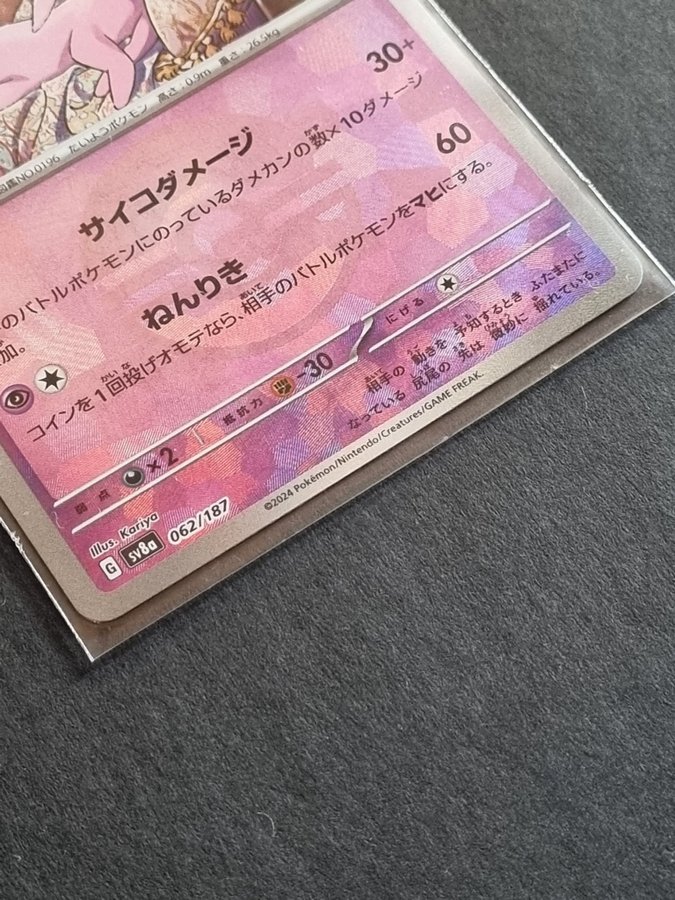 図鑑NO.0196 たいようポケモン 高さ：0.9m 重さ：26.5kg
サイコダメージ 30+
のバトルポケモンにのっているダメカンの数×10ダメージ
加。
ねんりき 60
コインを1回投げオモテなら、相手のバトルポケモンをマヒにする。
弱点 ×2 抵抗力 -30 にげる
相手の 動きを 予知するとき ふたまたに
なっている 尻尾の 先は 微妙に 揺れている。
Illus. Kariya
G sv8a 062/187
©2024 Pokémon/Nintendo/Creatures/GAME FREAK.